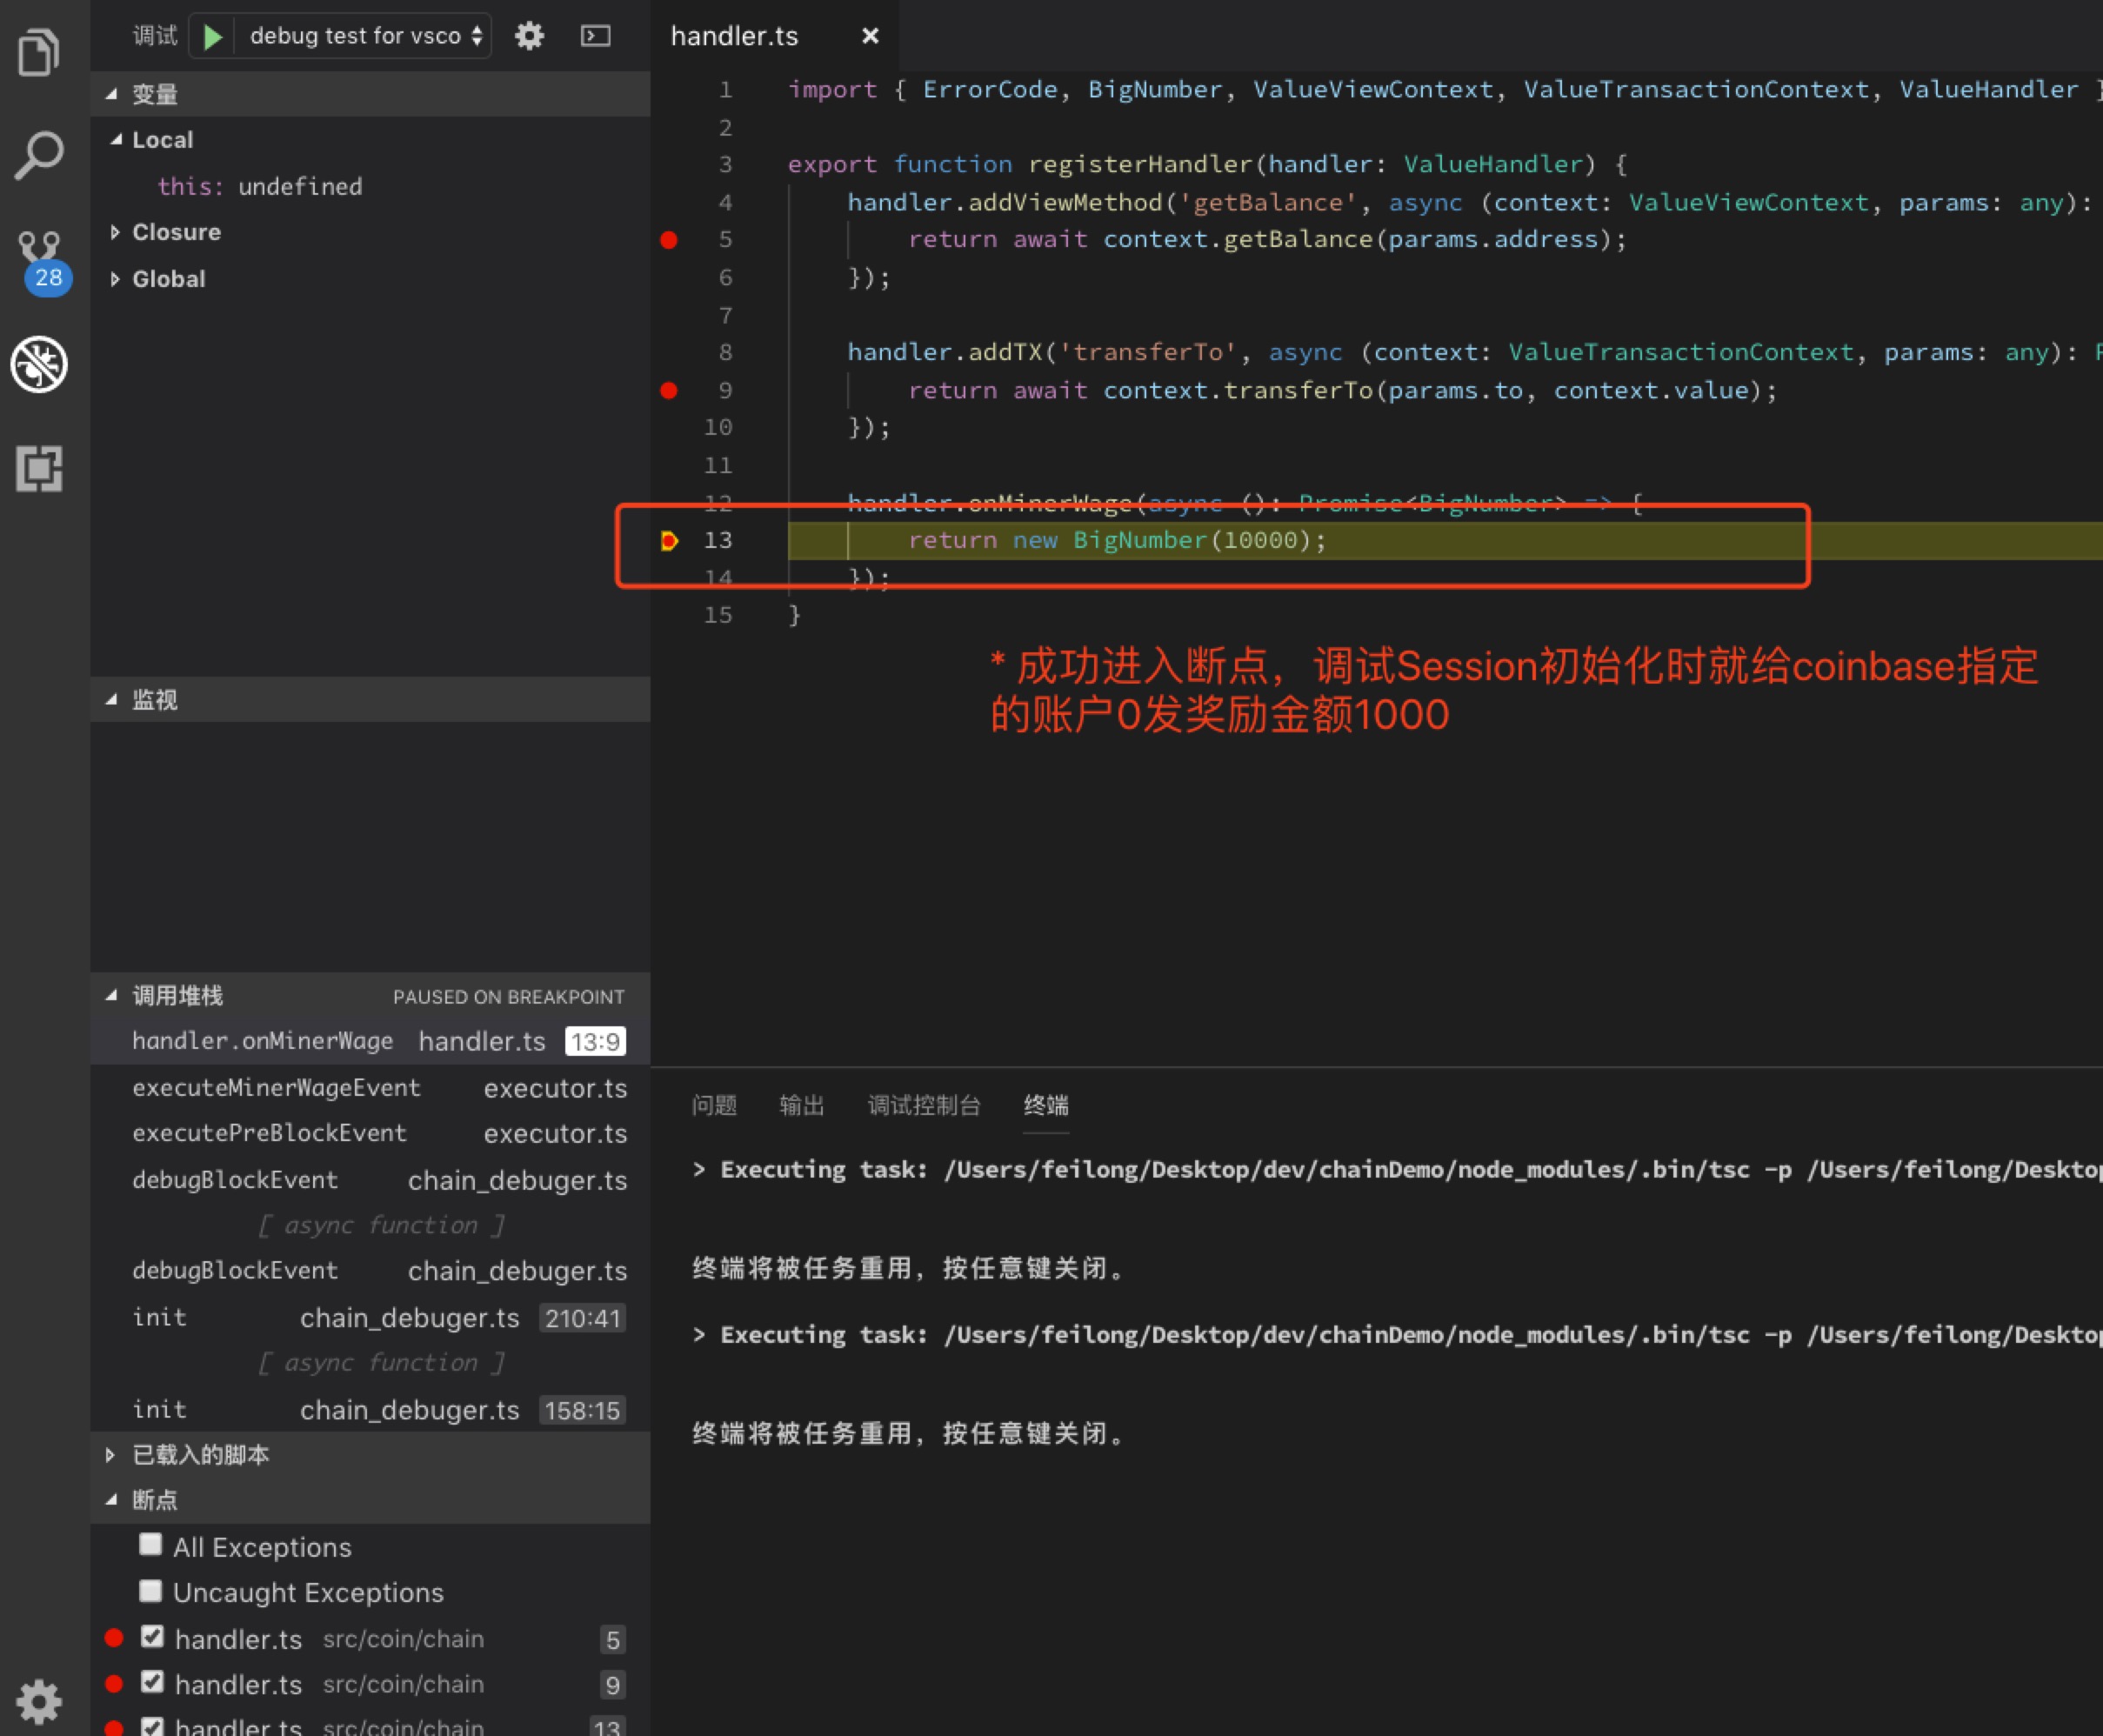 调试
debug test for vsco
变量
Local
this: undefined
Closure
Global
28
监视
调用堆栈 PAUSED ON BREAKPOINT
handler.onMinerWage handler.ts 13:9
executeMinerWageEvent executor.ts
executePreBlockEvent executor.ts
debugBlockEvent chain_debuger.ts
[ async function ]
debugBlockEvent chain_debuger.ts
init chain_debuger.ts 210:41
[ async function ]
init chain_debuger.ts 158:15
已载入的脚本
断点
All Exceptions
Uncaught Exceptions
handler.ts src/coin/chain 5
handler.ts src/coin/chain 9
handler.ts src/coin/chain 13
handler.ts
1 import { ErrorCode, BigNumber, ValueViewContext, ValueTransactionContext, ValueHandler }
2
3 export function registerHandler(handler: ValueHandler) {
4 handler.addViewMethod('getBalance', async (context: ValueViewContext, params: any):
5 return await context.getBalance(params.address);
6 });
7
8 handler.addTX('transferTo', async (context: ValueTransactionContext, params: any): P
9 return await context.transferTo(params.to, context.value);
10 });
11
12 handler.onMinerWage(async (): Promise<BigNumber> => {
13 return new BigNumber(10000);
14 });
15 }
* 成功进入断点，调试Session初始化时就给coinbase指定
的账户0发奖励金额1000
问题 输出 调试控制台 终端
> Executing task: /Users/feilong/Desktop/dev/chainDemo/node_modules/.bin/tsc -p /Users/feilong/Desktop
终端将被任务重用，按任意键关闭。
> Executing task: /Users/feilong/Desktop/dev/chainDemo/node_modules/.bin/tsc -p /Users/feilong/Desktop
终端将被任务重用，按任意键关闭。